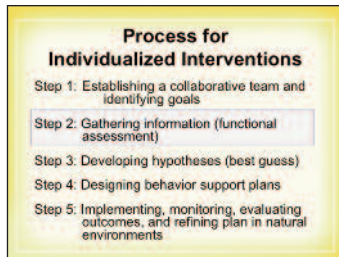 Process for
Individualized Interventions
Step 1: Establishing a collaborative team and
identifying goals
Step 2: Gathering information (functional
assessment)
Step 3: Developing hypotheses (best guess)
Step 4: Designing behavior support plans
Step 5: Implementing, monitoring, evaluating
outcomes, and refining plan in natural
environments